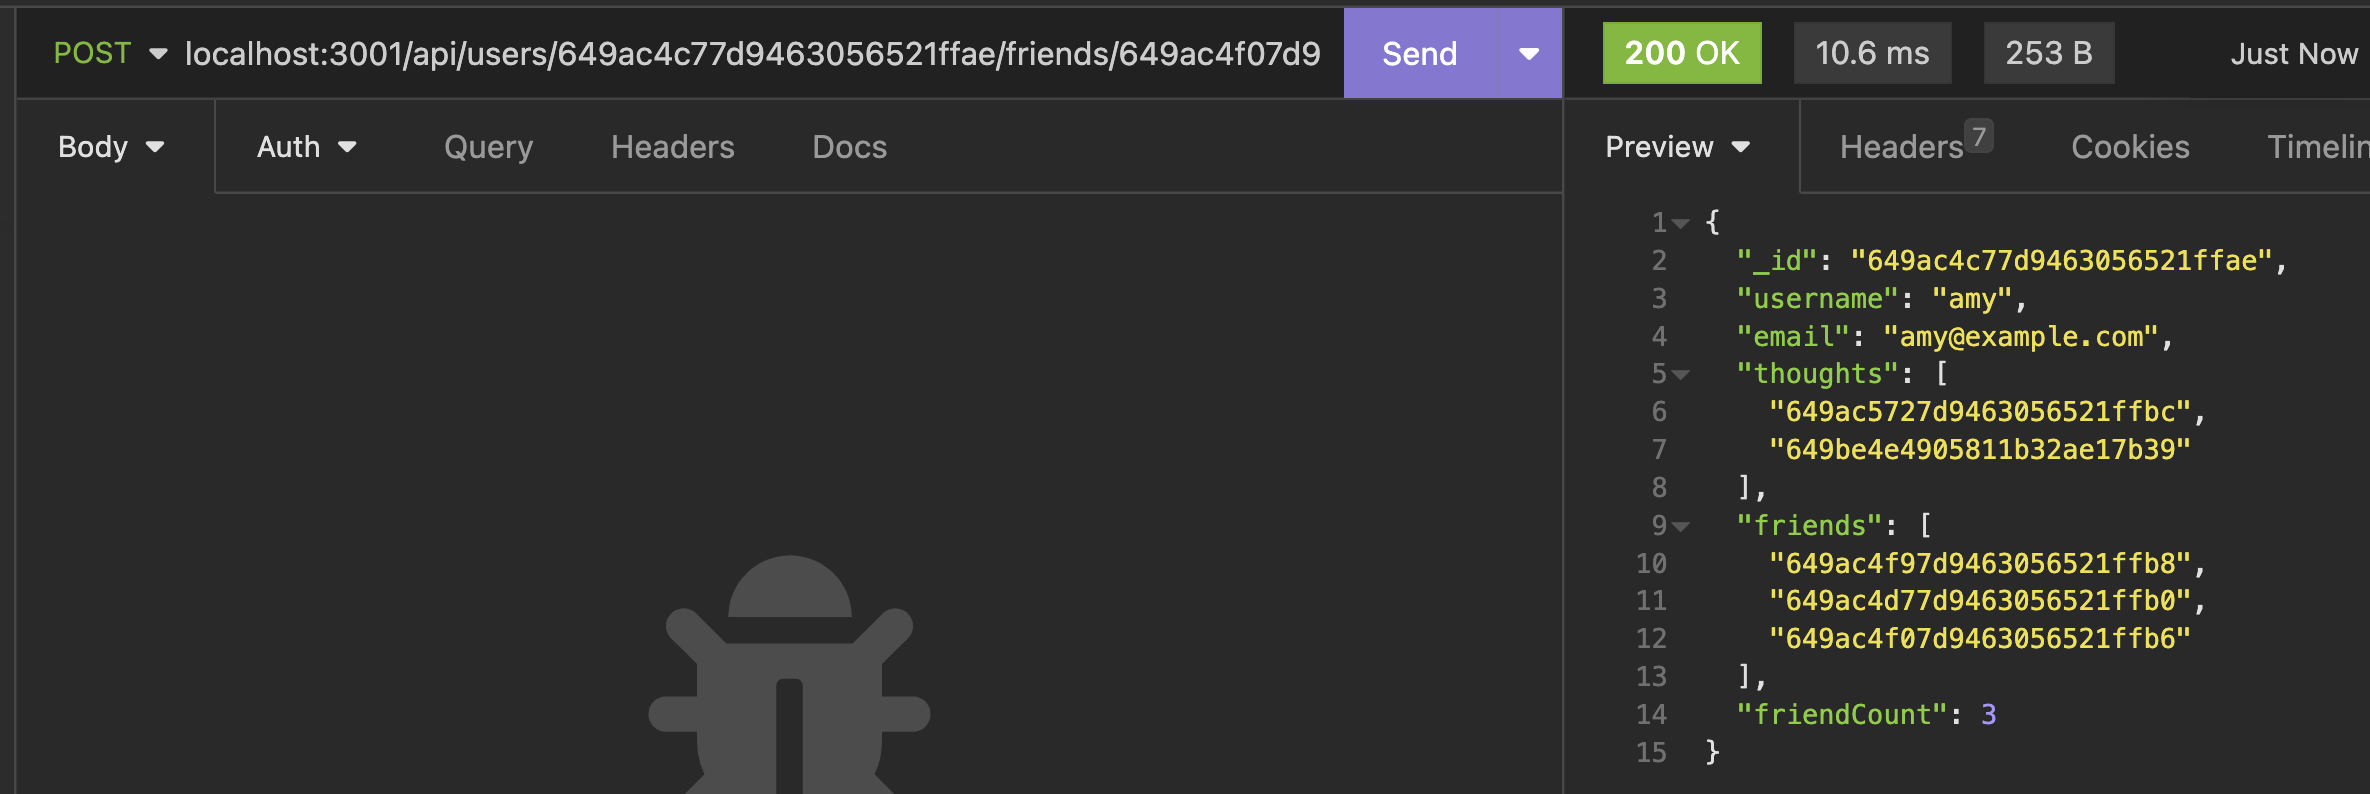 POST localhost:3001/api/users/649ac4c77d9463056521ffae/friends/649ac4f07d9 Send 200 OK 10.6 ms 253 B Just Now
Body Auth Query Headers Docs Preview Headers 7 Cookies Timelin
1 {
2 "_id": "649ac4c77d9463056521ffae",
3 "username": "amy",
4 "email": "amy@example.com",
5 "thoughts": [
6 "649ac5727d9463056521ffbc",
7 "649be4e4905811b32ae17b39"
8 ],
9 "friends": [
10 "649ac4f97d9463056521ffb8",
11 "649ac4d77d9463056521ffb0",
12 "649ac4f07d9463056521ffb6"
13 ],
14 "friendCount": 3
15 }